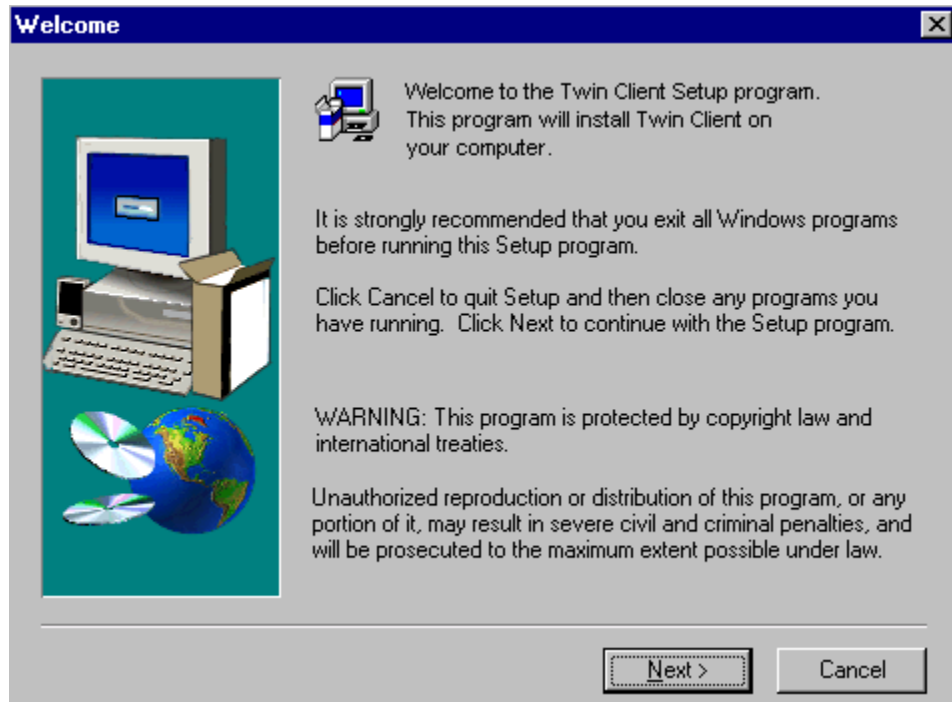 Welcome
Welcome to the Twin Client Setup program.
This program will install Twin Client on
your computer.
It is strongly recommended that you exit all Windows programs
before running this Setup program.
Click Cancel to quit Setup and then close any programs you
have running.  Click Next to continue with the Setup program.
WARNING: This program is protected by copyright law and
international treaties.
Unauthorized reproduction or distribution of this program, or any
portion of it, may result in severe civil and criminal penalties, and
will be prosecuted to the maximum extent possible under law.
Next >
Cancel